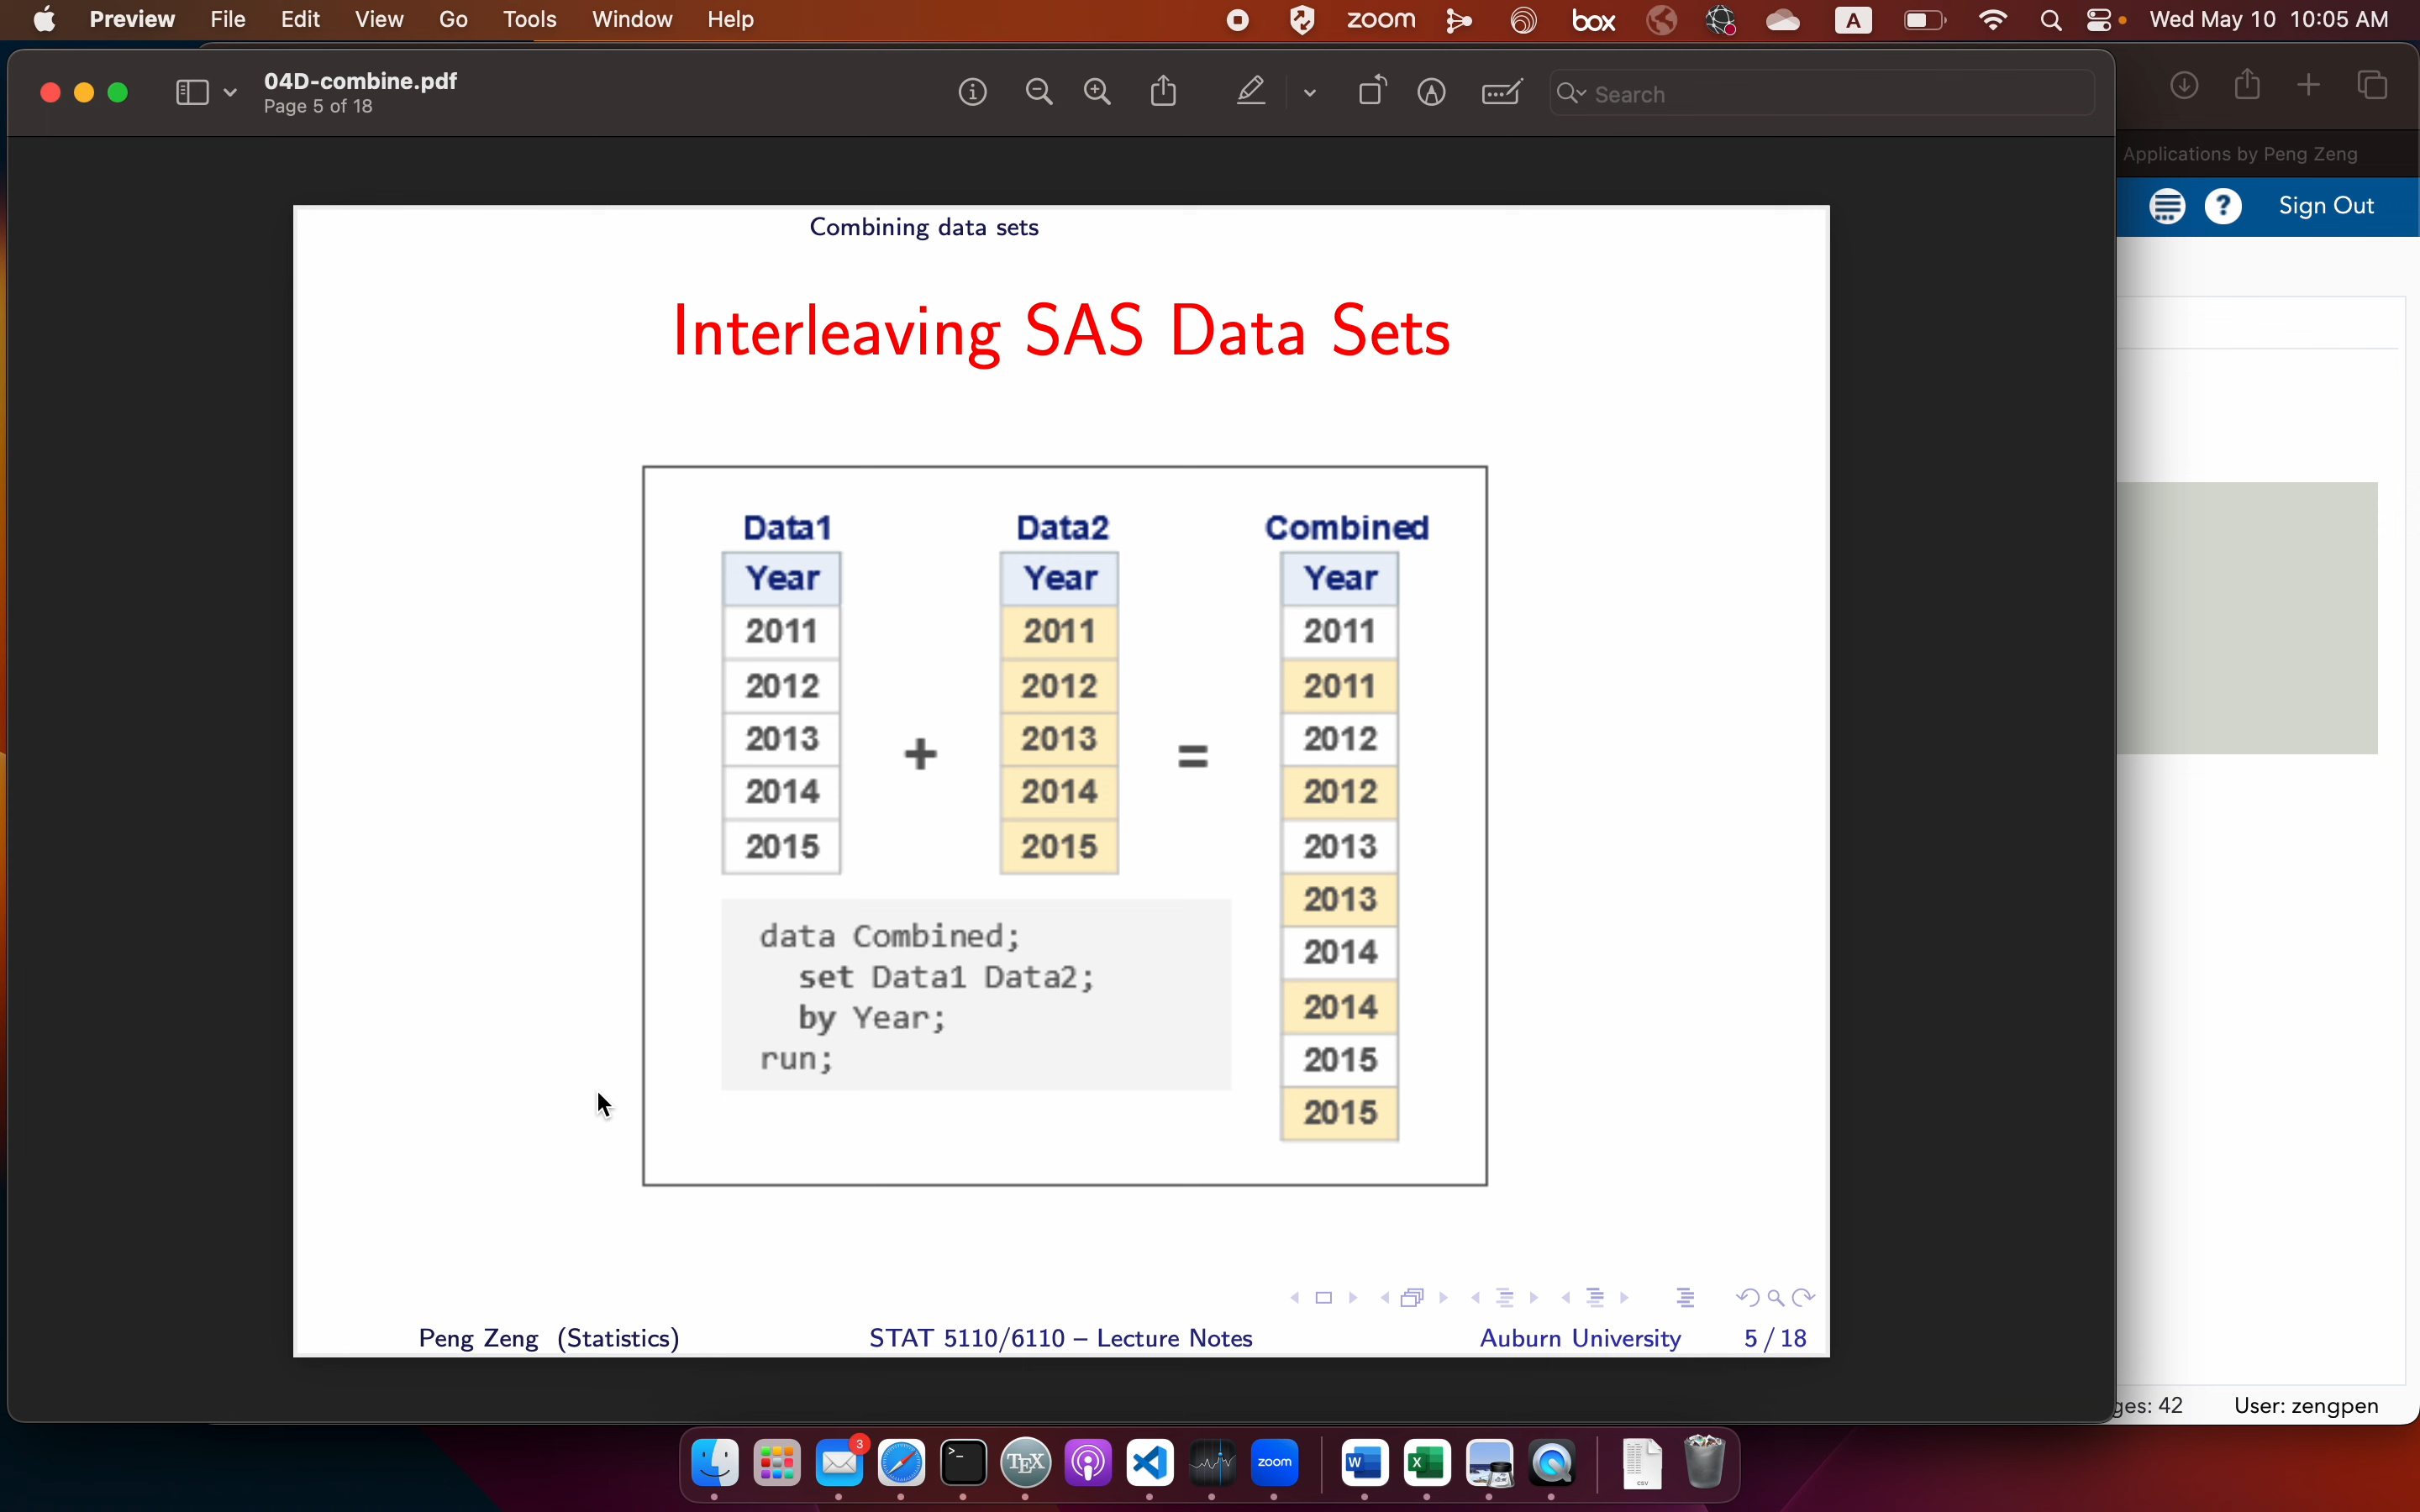 Preview File Edit View Go Tools Window Help zoom box A Wed May 10 10:05 AM
04D-combine.pdf
Page 5 of 18
Search
Applications by Peng Zeng
? Sign Out
Combining data sets
Interleaving SAS Data Sets
Data1 Data2 Combined
Year Year Year
2011 2011 2011
2012 2012 2011
2013 2013 2012
+ =
2014 2014 2012
2015 2015 2013
2013
data Combined;
2014
set Data1 Data2;
2014
by Year;
2015
run;
2015
Peng Zeng (Statistics) STAT 5110/6110 – Lecture Notes Auburn University 5 / 18
ges: 42 User: zengpen
3
>_
TEX
zoom
W
X
CSV